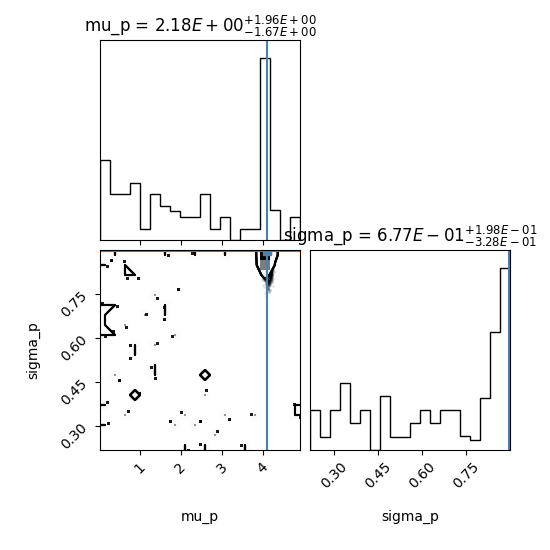 mu_p = 2.18E+00+1.96E+00−1.67E+00
sigma_p = 6.77E−01+1.98E−01−3.28E−01
sigma_p
0.75
0.60
0.45
0.30
1 2 3 4
0.30 0.45 0.60 0.75
mu_p
sigma_p